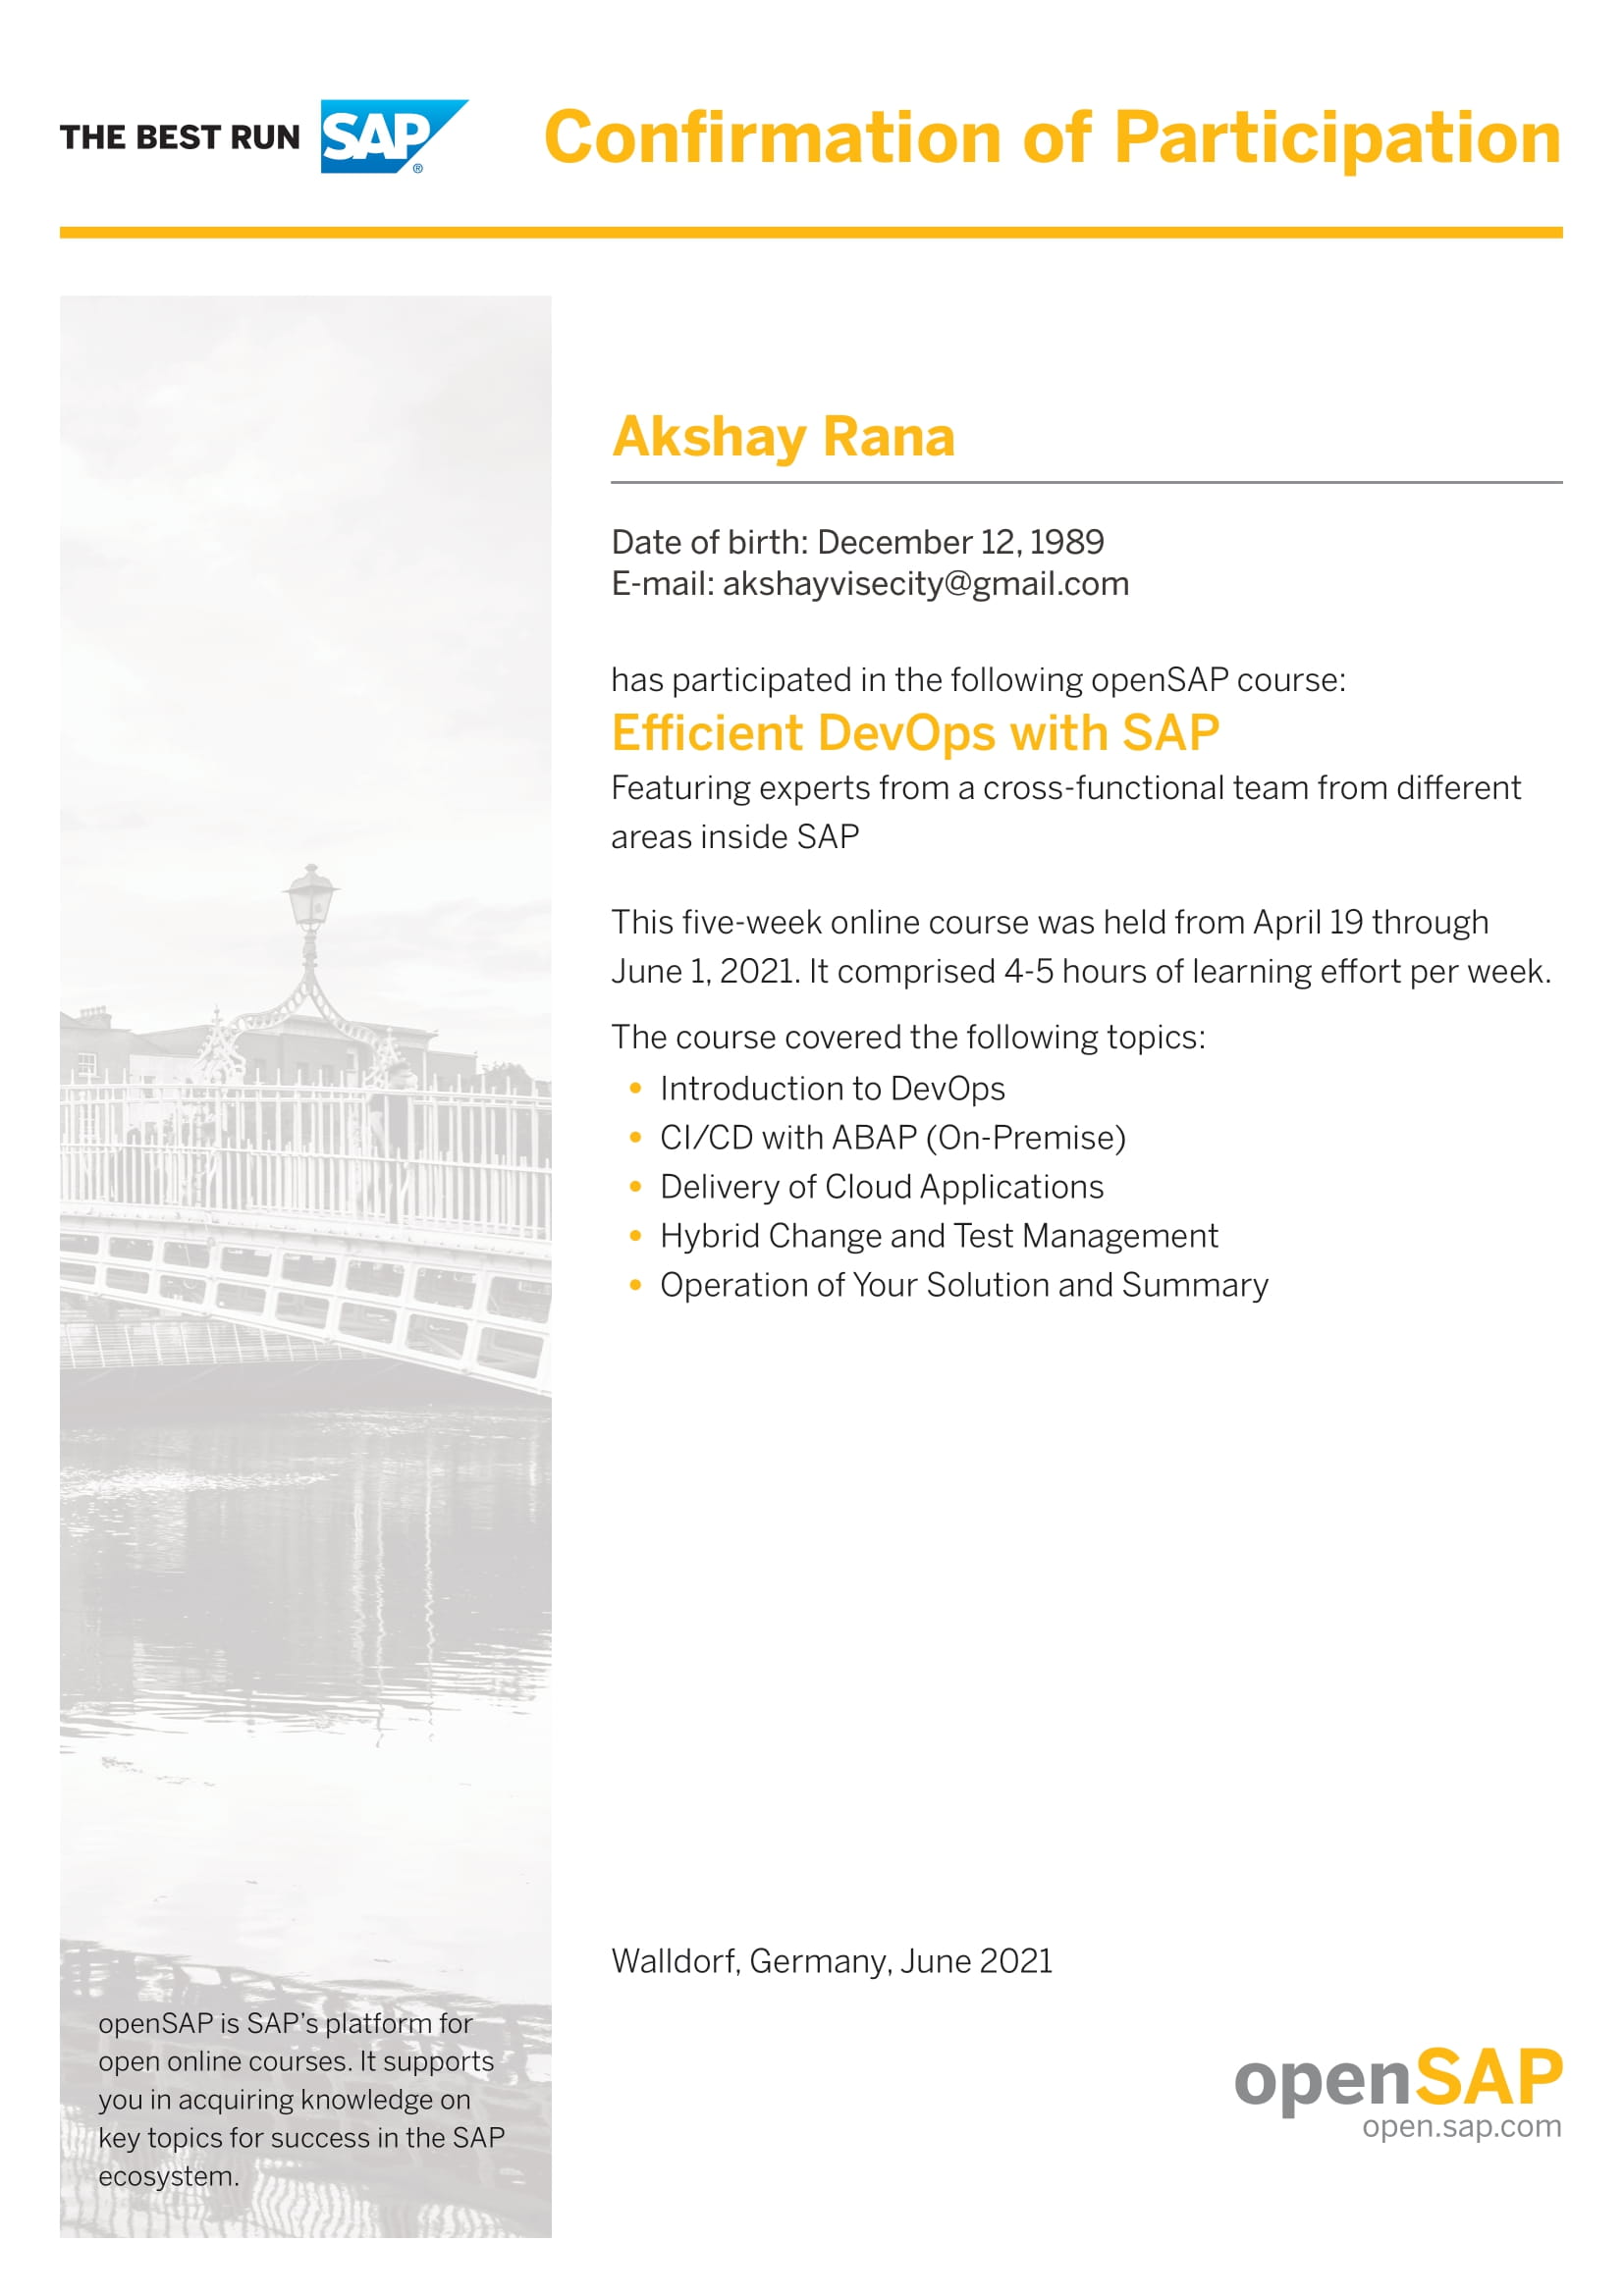 THE BEST RUN SAP®
Confirmation of Participation
Akshay Rana
Date of birth: December 12, 1989
E-mail: akshayvisecity@gmail.com
has participated in the following openSAP course:
Efficient DevOps with SAP
Featuring experts from a cross-functional team from different
areas inside SAP
This five-week online course was held from April 19 through
June 1, 2021. It comprised 4-5 hours of learning effort per week.
The course covered the following topics:
• Introduction to DevOps
• CI/CD with ABAP (On-Premise)
• Delivery of Cloud Applications
• Hybrid Change and Test Management
• Operation of Your Solution and Summary
Walldorf, Germany, June 2021
openSAP is SAP's platform for
open online courses. It supports
you in acquiring knowledge on
key topics for success in the SAP
ecosystem.
openSAP
open.sap.com